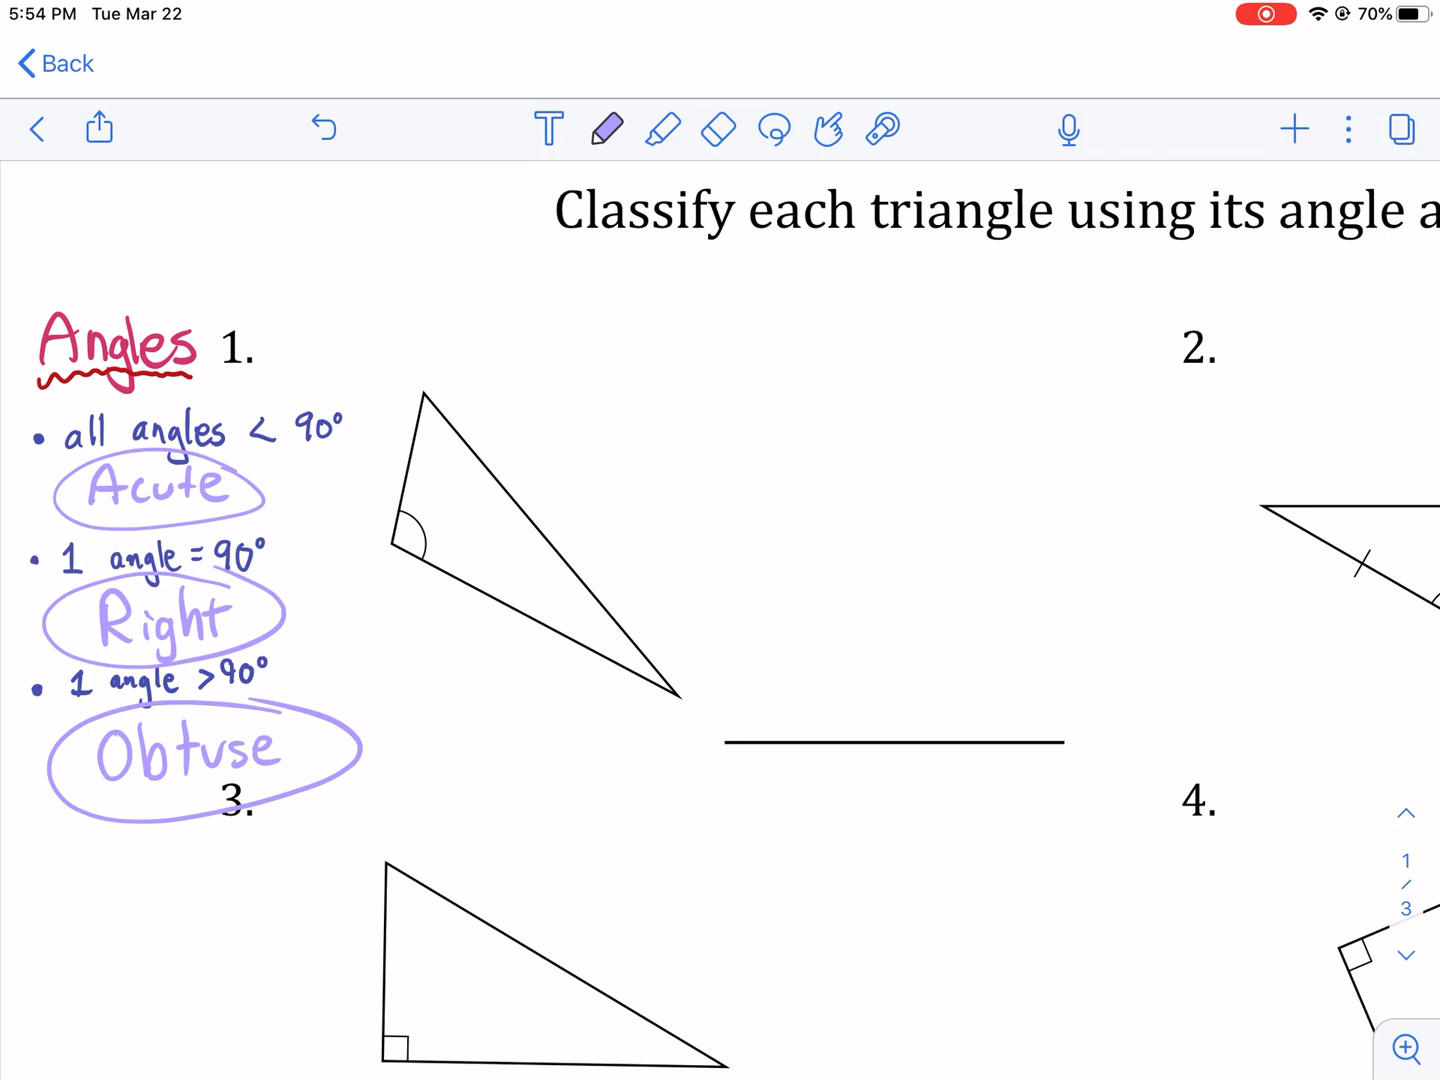 5:54 PM Tue Mar 22
70%
Back
Classify each triangle using its angle a
Angles 1.
2.
• all angles < 90°
Acute
• 1 angle = 90°
Right
• 1 angle > 90°
Obtuse
3.
4.
1
/
3